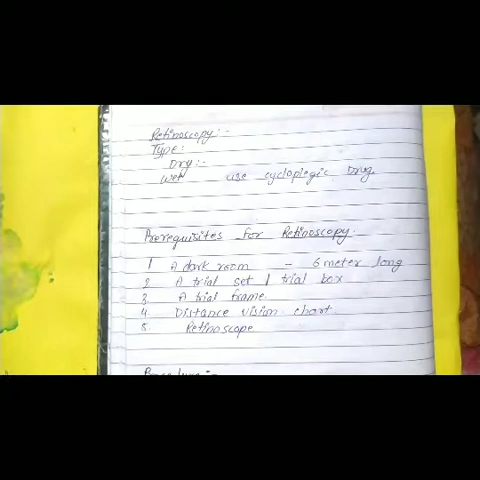 Retinoscopy:-
Type:
Dry:-
Wet use cycloplegic Drug.
Prerequisites for Retinoscopy.
1 A dark room - 6 meter long
2 A trial set / trial box
3 A trial frame.
4. Distance vision chart
5. Retinoscope